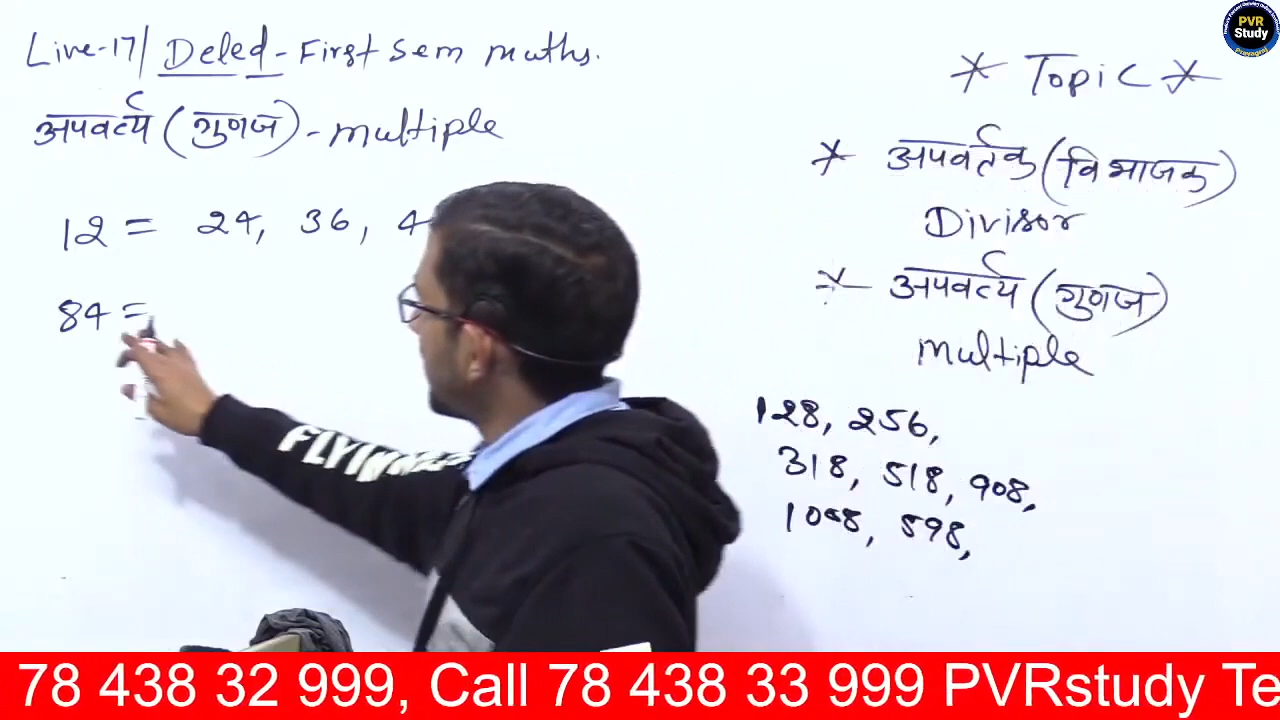 Live-17/ Deled - First Sem maths.
अपवर्त्य (गुणज) - multiple
12 = 24, 36, 4
84 =
* Topic *
* अपवर्तक (विभाजक)
Divisor
* अपवर्त्य (गुणज)
multiple
128, 256,
318, 518, 908,
1008, 598,
PVR
Study
Prayagraj
FLYIN
78 438 32 999, Call 78 438 33 999 PVRstudy Te